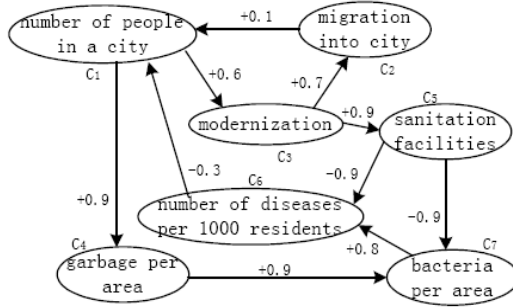 number of people
in a city
C₁
+0.1
migration
into city
C₂
+0.6
+0.7
modernization
C₃
+0.9
C₅
sanitation
facilities
-0.3
C₆
-0.9
number of diseases
per 1000 residents
+0.9
-0.9
C₄
garbage per
area
+0.9
+0.8
C₇
bacteria
per area